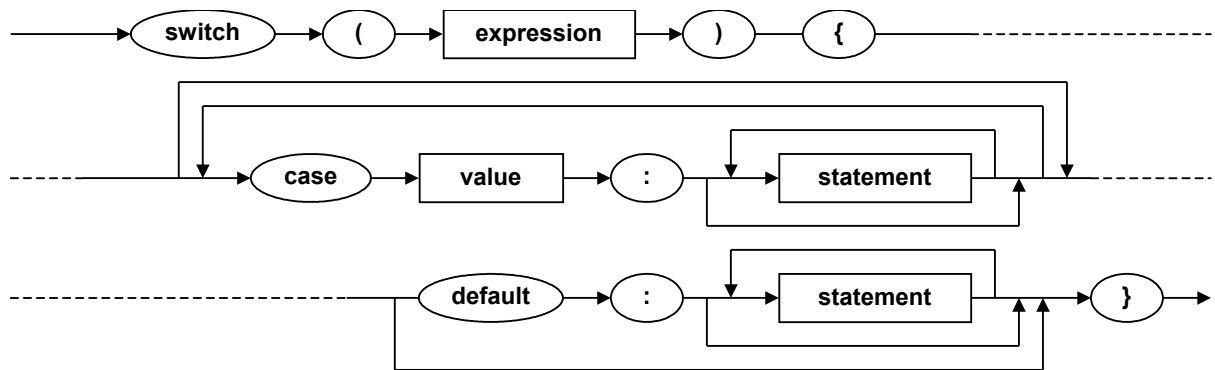 switch ( expression ) {
case value : statement
default : statement }